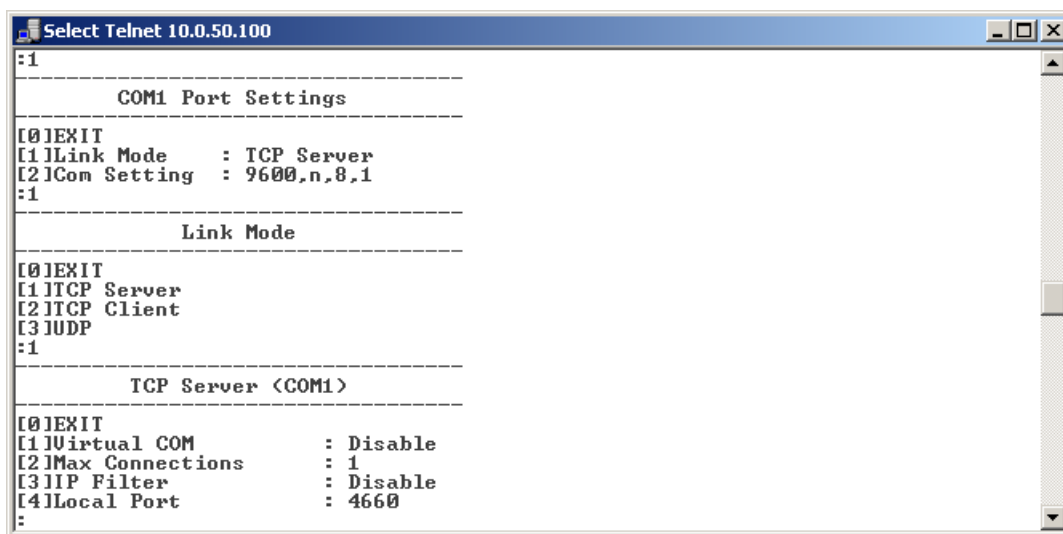 Select Telnet 10.0.50.100
:1
----------------------------------
COM1 Port Settings
----------------------------------
[0]EXIT
[1]Link Mode : TCP Server
[2]Com Setting : 9600,n,8,1
:1
----------------------------------
Link Mode
----------------------------------
[0]EXIT
[1]TCP Server
[2]TCP Client
[3]UDP
:1
----------------------------------
TCP Server (COM1)
----------------------------------
[0]EXIT
[1]Virtual COM : Disable
[2]Max Connections : 1
[3]IP Filter : Disable
[4]Local Port : 4660
: